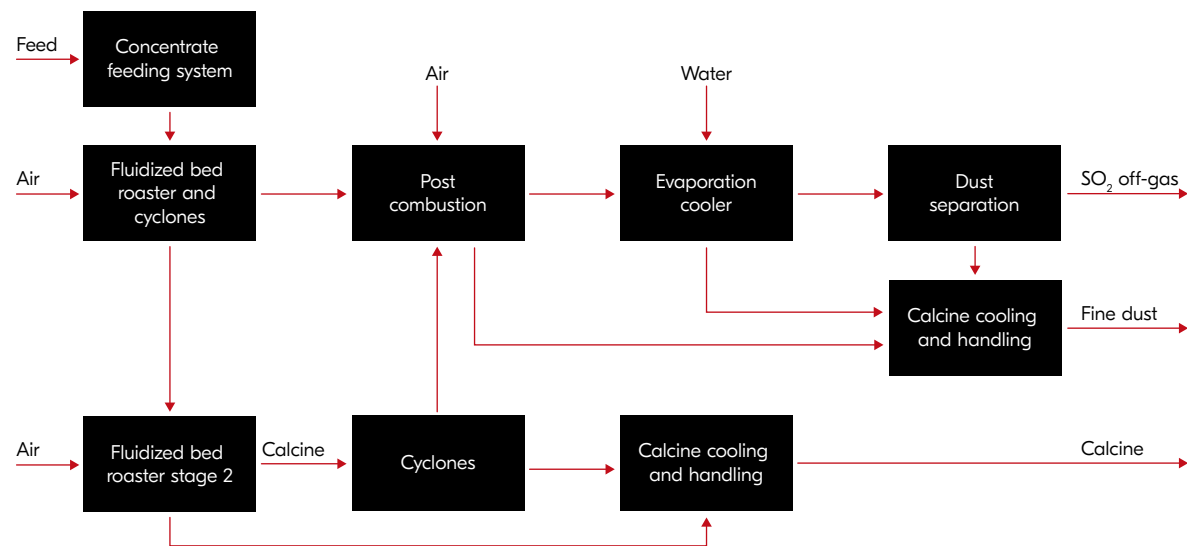 Feed
Concentrate
feeding system
Air
Water
Air
Fluidized bed
roaster and
cyclones
Post
combustion
Evaporation
cooler
Dust
separation
SO₂ off-gas
Calcine cooling
and handling
Fine dust
Air
Fluidized bed
roaster stage 2
Calcine
Cyclones
Calcine cooling
and handling
Calcine